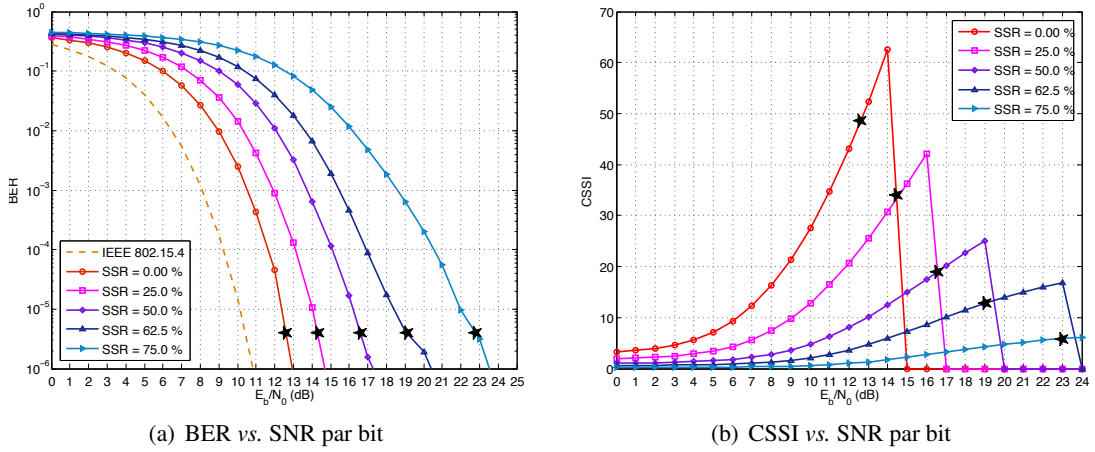 10^0
10^−1
10^−2
10^−3
10^−4
10^−5
10^−6
BER
IEEE 802.15.4
SSR = 0.00 %
SSR = 25.0 %
SSR = 50.0 %
SSR = 62.5 %
SSR = 75.0 %
0 1 2 3 4 5 6 7 8 9 10 11 12 13 14 15 16 17 18 19 20 21 22 23 24 25
E_b/N_0 (dB)
(a) BER vs. SNR par bit
70
60
50
40
30
20
10
0
CSSI
SSR = 0.00 %
SSR = 25.0 %
SSR = 50.0 %
SSR = 62.5 %
SSR = 75.0 %
0 1 2 3 4 5 6 7 8 9 10 11 12 13 14 15 16 17 18 19 20 21 22 23 24
E_b/N_0 (dB)
(b) CSSI vs. SNR par bit